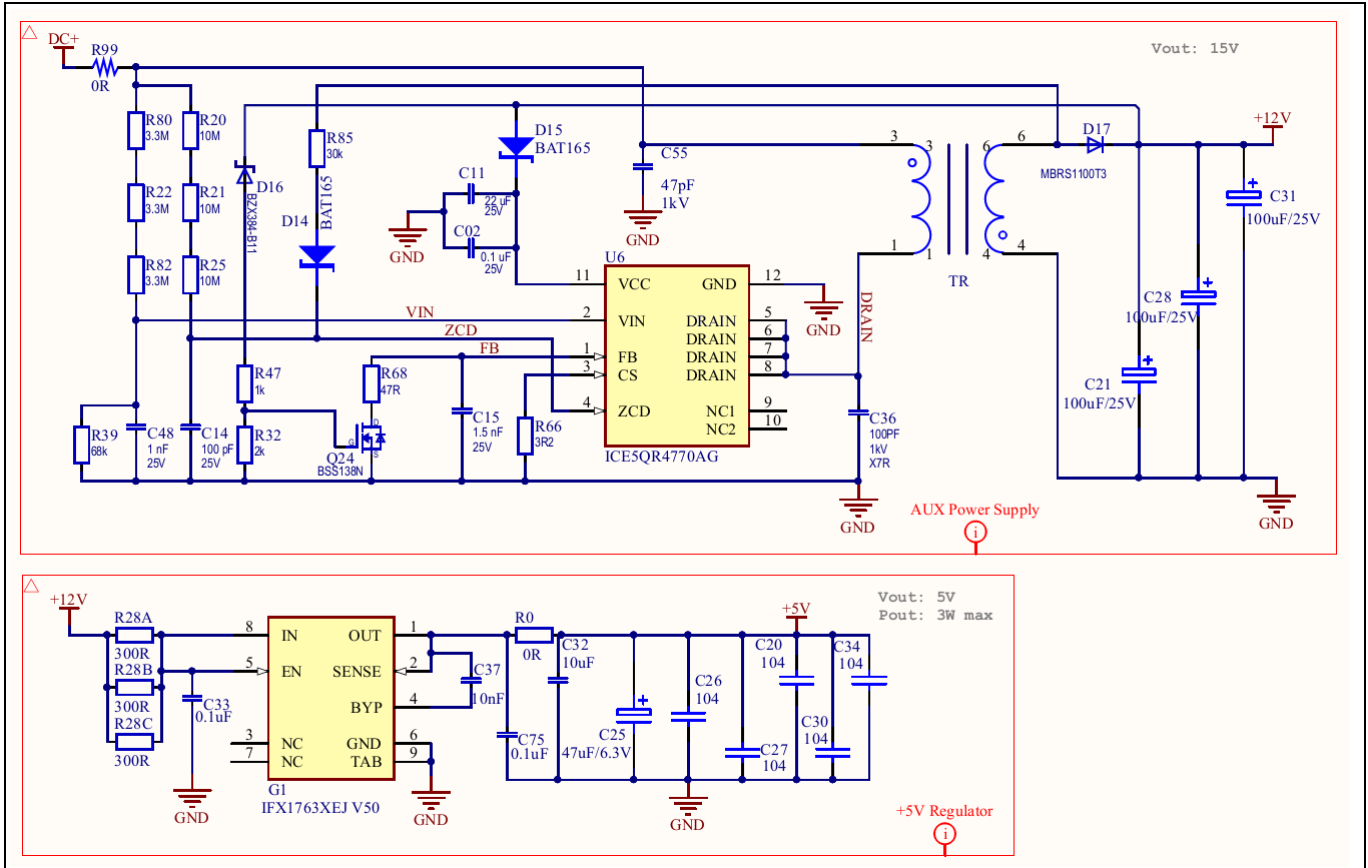 DC+
R99
0R
Vout: 15V
R80
3.3M
R20
10M
R85
30k
D15
BAT165
+12V
D17
MBRS1100T3
3
3
6
6
C55
47pF
1kV
GND
R22
3.3M
R21
10M
D16
BZX384-B11
D14
BAT165
C11
22 uF
25V
C02
0.1 uF
25V
GND
C31
100uF/25V
1
1
4
4
TR
R82
3.3M
R25
10M
U6
11
VCC
GND
12
GND
DRAIN
C28
100uF/25V
VIN
2
VIN
DRAIN
5
ZCD
DRAIN
6
FB
1
FB
DRAIN
7
3
CS
DRAIN
8
4
ZCD
NC1
9
NC2
10
ICE5QR4770AG
R47
1k
R68
47R
C21
100uF/25V
R39
68k
C48
1 nF
25V
C14
100 pF
25V
R32
2k
Q24
BSS138N
D
G
S
C15
1.5 nF
25V
R66
3R2
C36
100PF
1kV
X7R
GND
GND
AUX Power Supply
i
+12V
R28A
300R
R28B
300R
R28C
300R
C33
0.1uF
GND
8
IN
OUT
1
5
EN
SENSE
2
BYP
4
3
NC
GND
6
7
NC
TAB
9
G1
IFX1763XEJ V50
GND
C37
10nF
R0
0R
C75
0.1uF
C32
10uF
C25
47uF/6.3V
C26
104
GND
C27
104
+5V
C20
104
C30
104
C34
104
Vout: 5V
Pout: 3W max
+5V Regulator
i